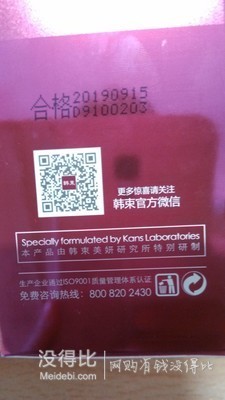 合格20190915
D9100203
韩束
更多惊喜请关注
韩束官方微信
Specially formulated by Kans Laboratories
本产品由韩束美妍研究所特别研制
生产企业通过ISO9001质量管理体系认证
免费咨询热线：800 820 2430
没得比
Meidebi.com
网购有钱没得比